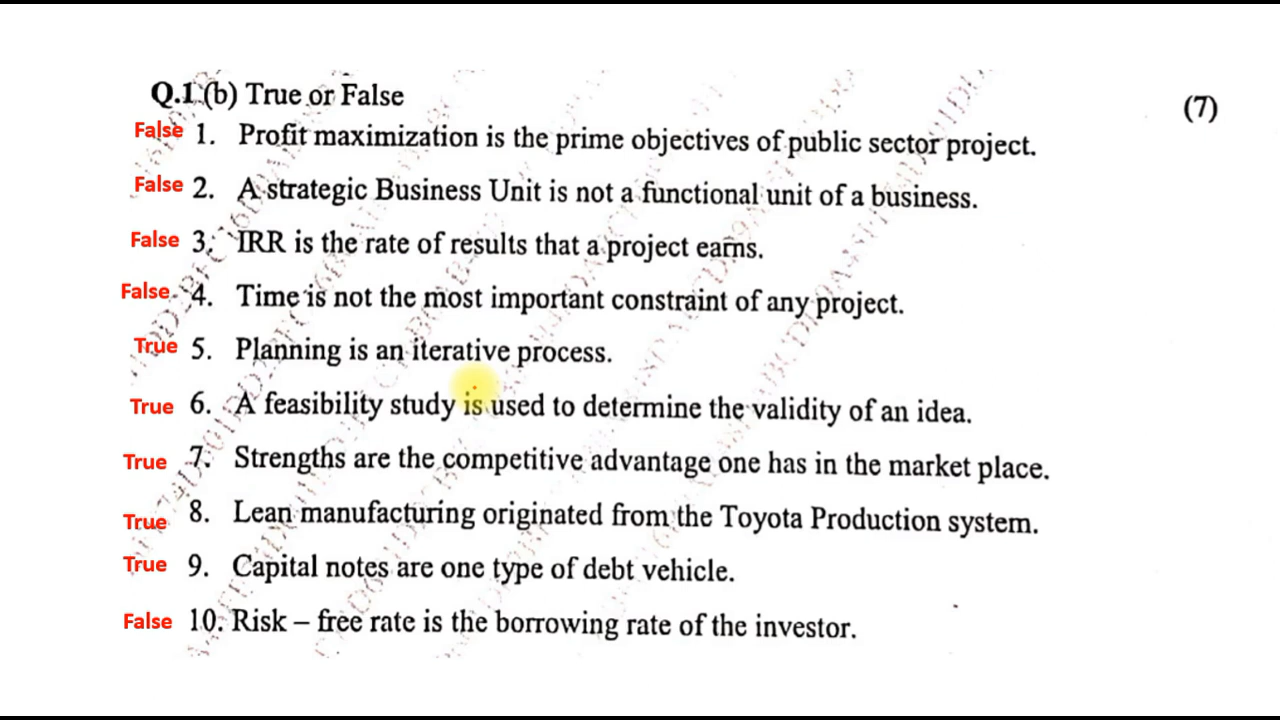 Q.1 (b) True or False (7)
False 1. Profit maximization is the prime objectives of public sector project.
False 2. A strategic Business Unit is not a functional unit of a business.
False 3. IRR is the rate of results that a project earns.
False 4. Time is not the most important constraint of any project.
True 5. Planning is an iterative process.
True 6. A feasibility study is used to determine the validity of an idea.
True 7. Strengths are the competitive advantage one has in the market place.
True 8. Lean manufacturing originated from the Toyota Production system.
True 9. Capital notes are one type of debt vehicle.
False 10. Risk – free rate is the borrowing rate of the investor.